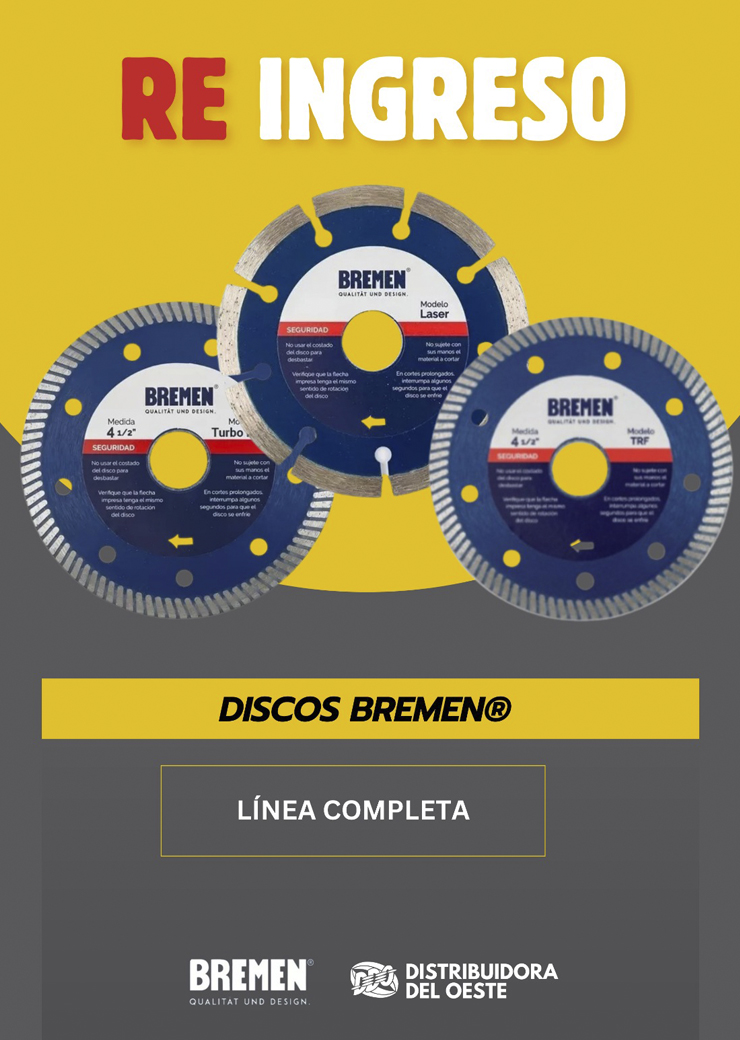 RE INGRESO
BREMEN®
QUALITÄT UND DESIGN.
Modelo
Laser
SEGURIDAD
No usar el costado
del disco para
desbastar
Verifique que la flecha
impresa tenga el mismo
sentido de rotación
del disco
No sujete con
sus manos el
material a cortar
En cortes prolongados,
interrumpa algunos
segundos para que el
disco se enfríe
BREMEN®
QUALITÄT UND DESIGN.
Medida
4 1/2"
Turbo
SEGURIDAD
No usar el costado
del disco para
desbastar
Verifique que la flecha
impresa tenga el mismo
sentido de rotación
del disco
No sujete con
sus manos el
material a cortar
En cortes prolongados,
interrumpa algunos
segundos para que el
disco se enfríe
BREMEN®
QUALITÄT UND DESIGN.
Medida
4 1/2"
Modelo
TRF
SEGURIDAD
No usar el costado
del disco para
desbastar
Verifique que la flecha
impresa tenga el mismo
sentido de rotación
del disco
No sujete con
sus manos el
material a cortar
En cortes prolongados,
interrumpa algunos
segundos para que el
disco se enfríe
DISCOS BREMEN®
LÍNEA COMPLETA
BREMEN®
QUALITÄT UND DESIGN.
DISTRIBUIDORA
DEL OESTE